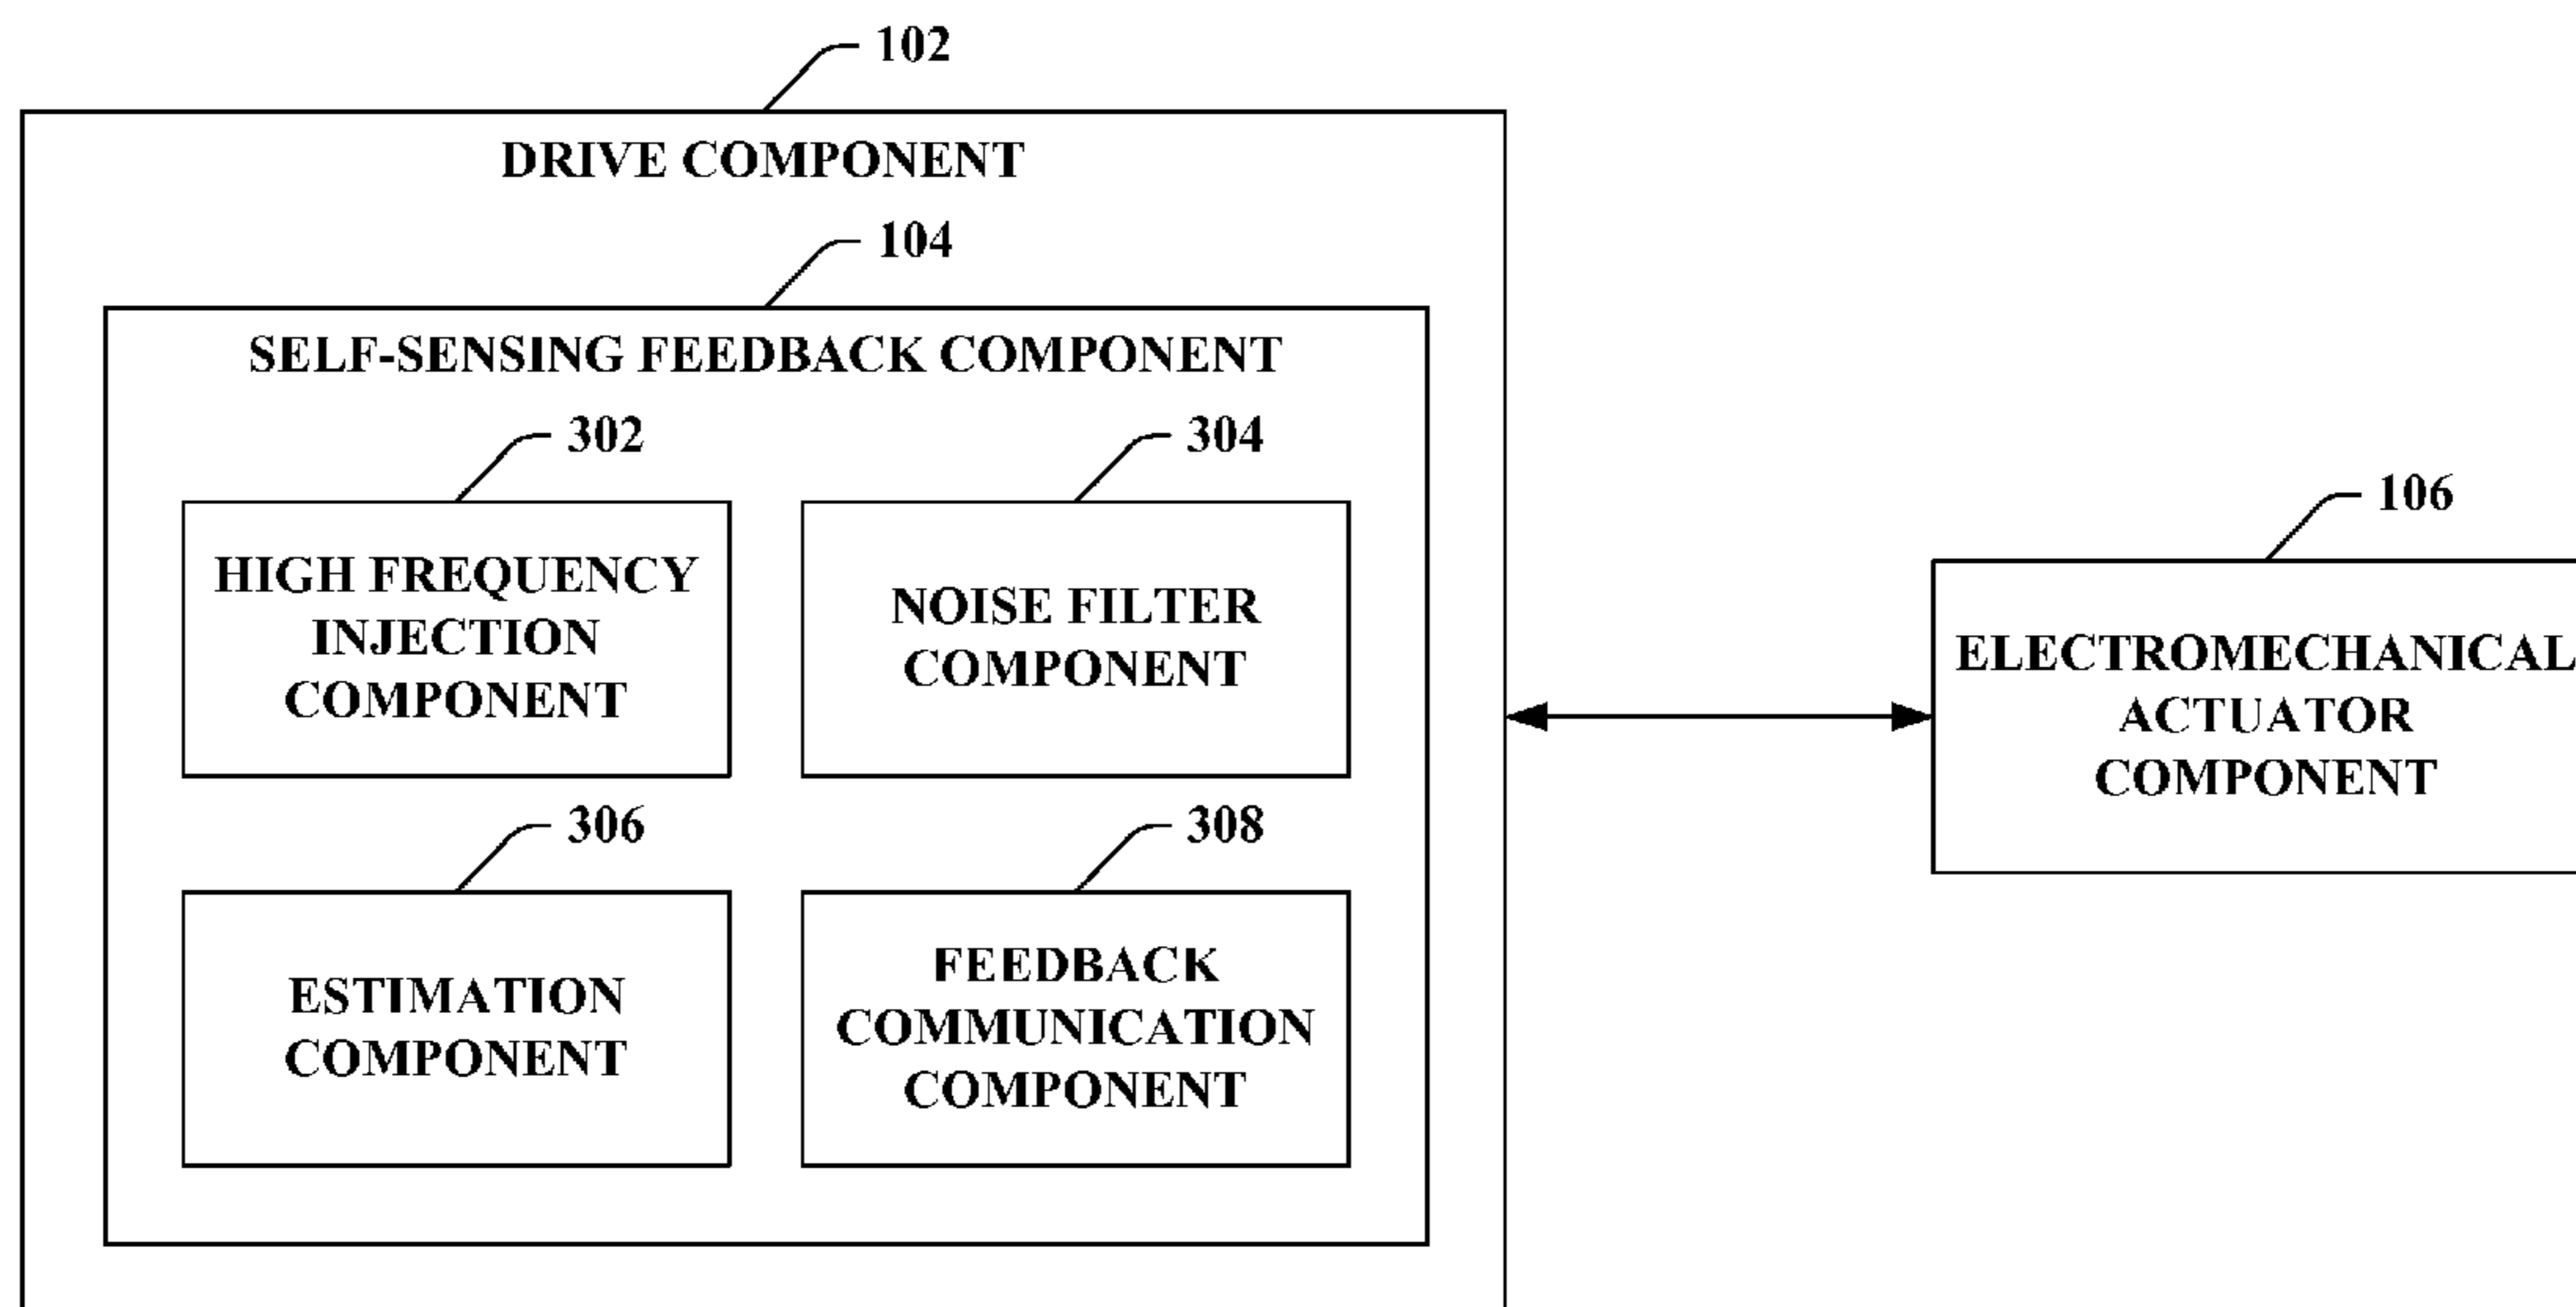 102
DRIVE COMPONENT
104
SELF-SENSING FEEDBACK COMPONENT
302
HIGH FREQUENCY
INJECTION
COMPONENT
304
NOISE FILTER
COMPONENT
306
ESTIMATION
COMPONENT
308
FEEDBACK
COMMUNICATION
COMPONENT
106
ELECTROMECHANICAL
ACTUATOR
COMPONENT